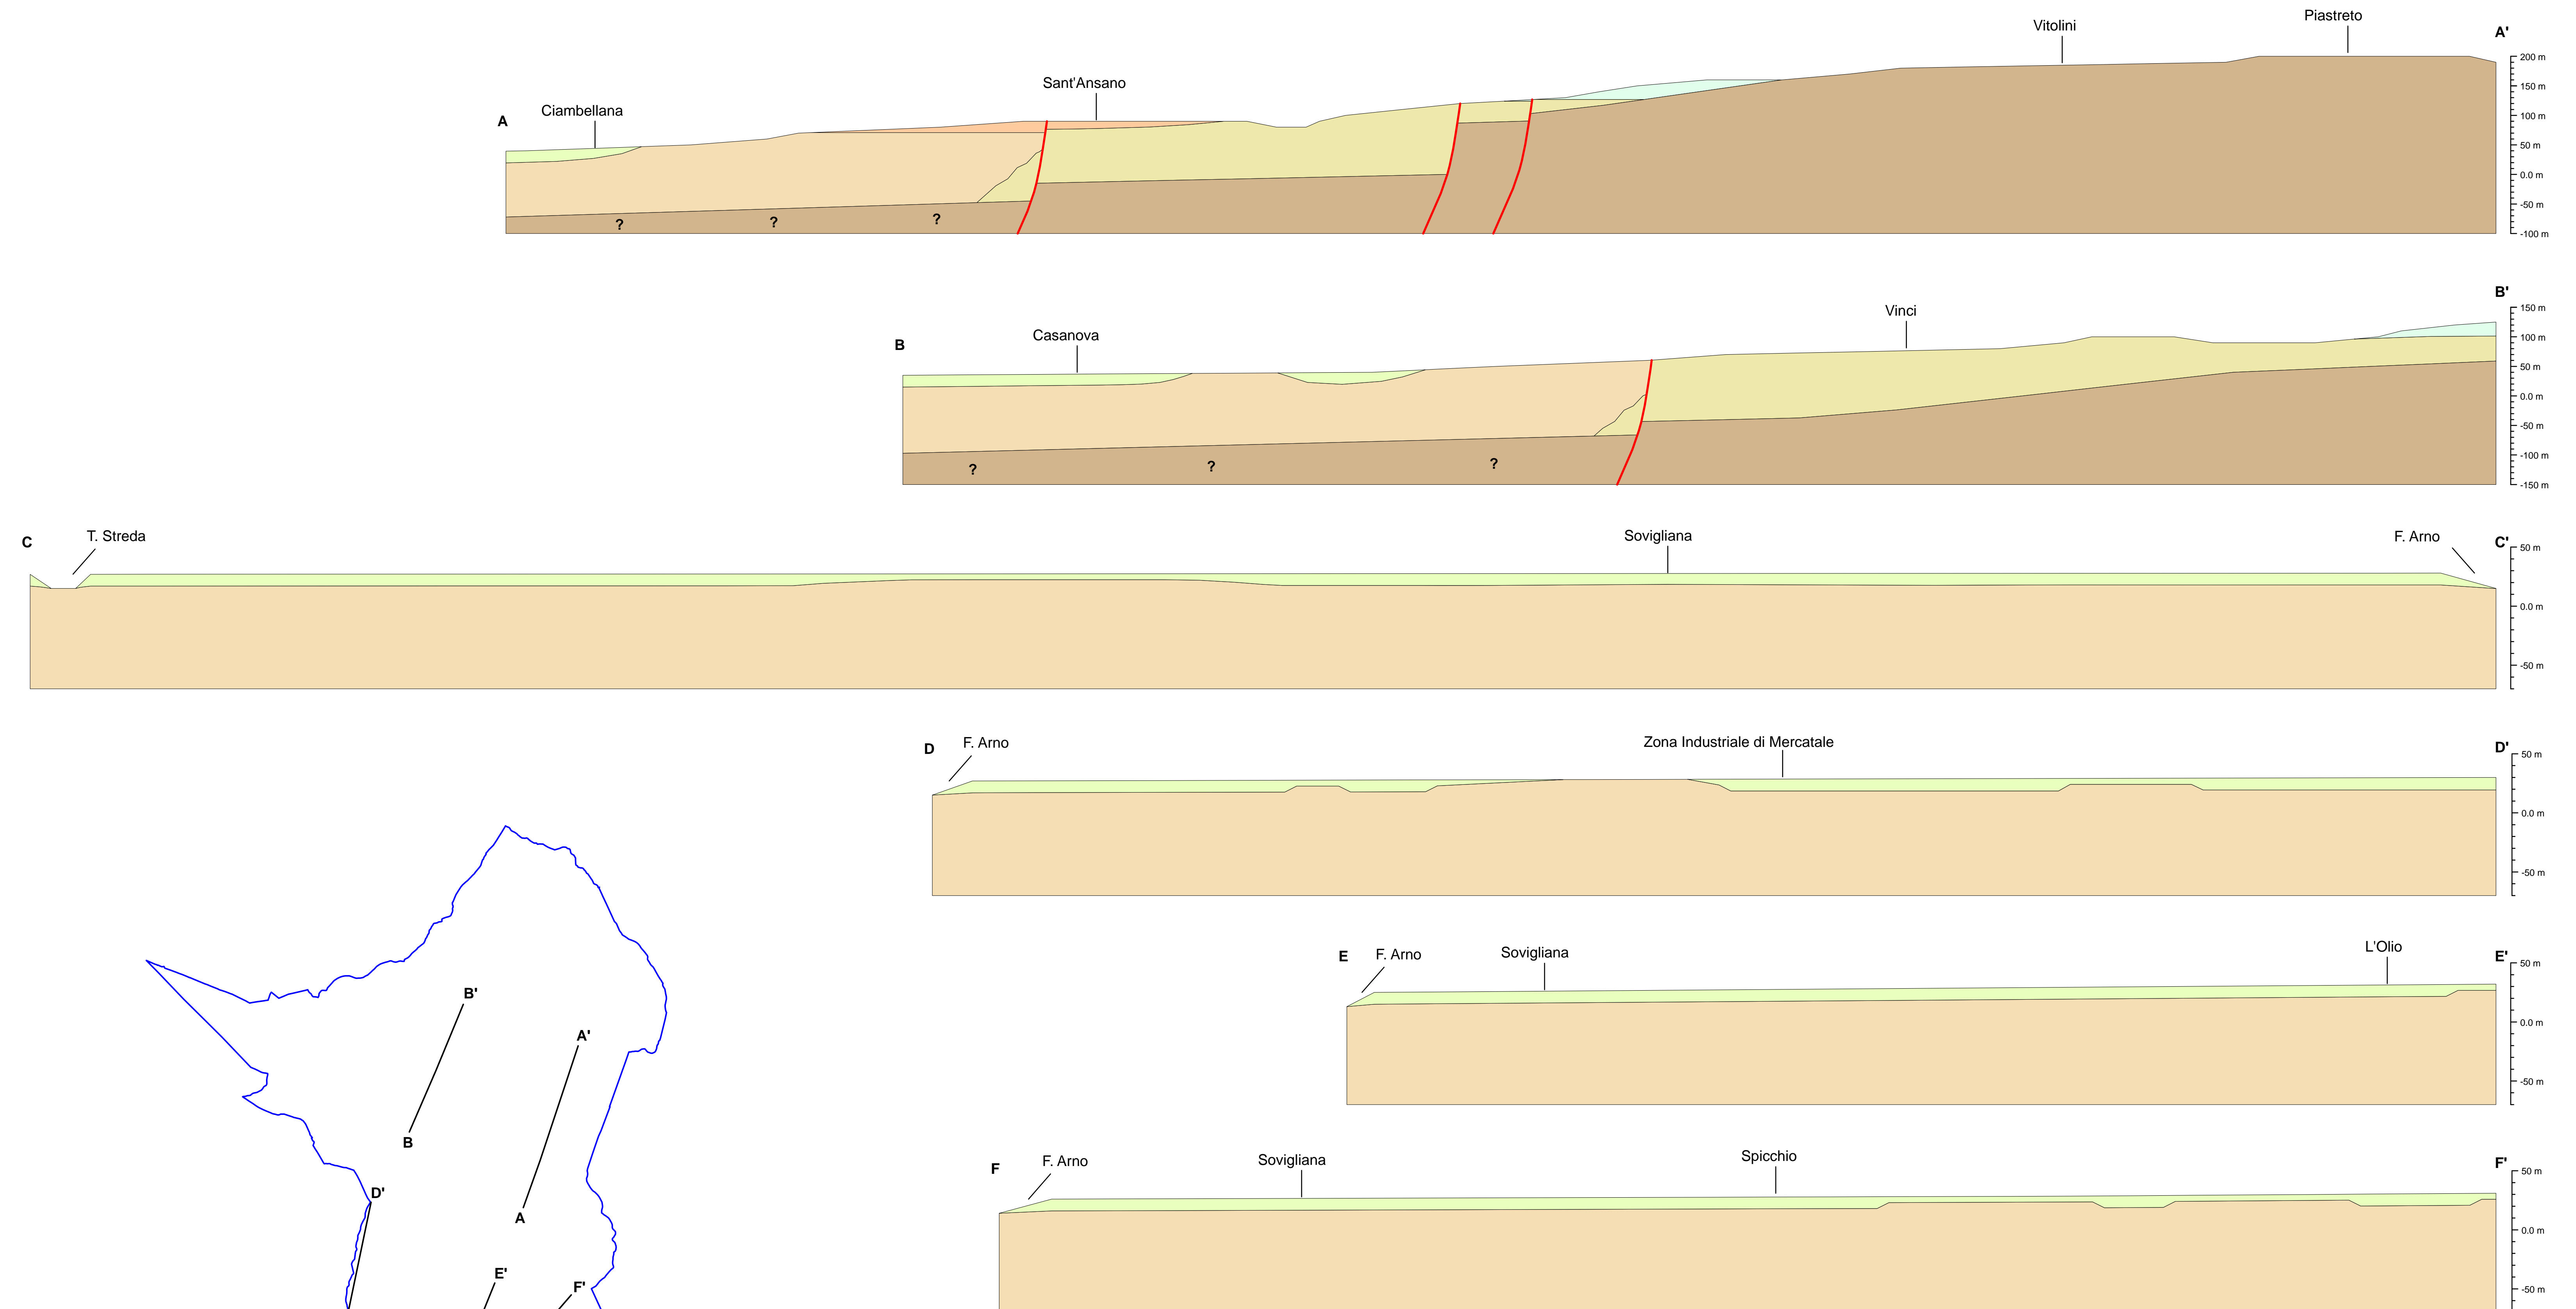 Piastreto
Vitolini
A'
Sant'Ansano
Ciambellana
A
200 m
150 m
100 m
50 m
0.0 m
-50 m
-100 m
? ? ?
B'
Vinci
Casanova
B
150 m
100 m
50 m
0.0 m
-50 m
-100 m
-150 m
? ? ?
C
T. Streda
Sovigliana
F. Arno
C'
50 m
0.0 m
-50 m
D
F. Arno
Zona Industriale di Mercatale
D'
50 m
0.0 m
-50 m
E
F. Arno
Sovigliana
L'Olio
E'
50 m
0.0 m
-50 m
F
F. Arno
Sovigliana
Spicchio
F'
50 m
0.0 m
-50 m
B'
A'
B
D'
A
E'
F'